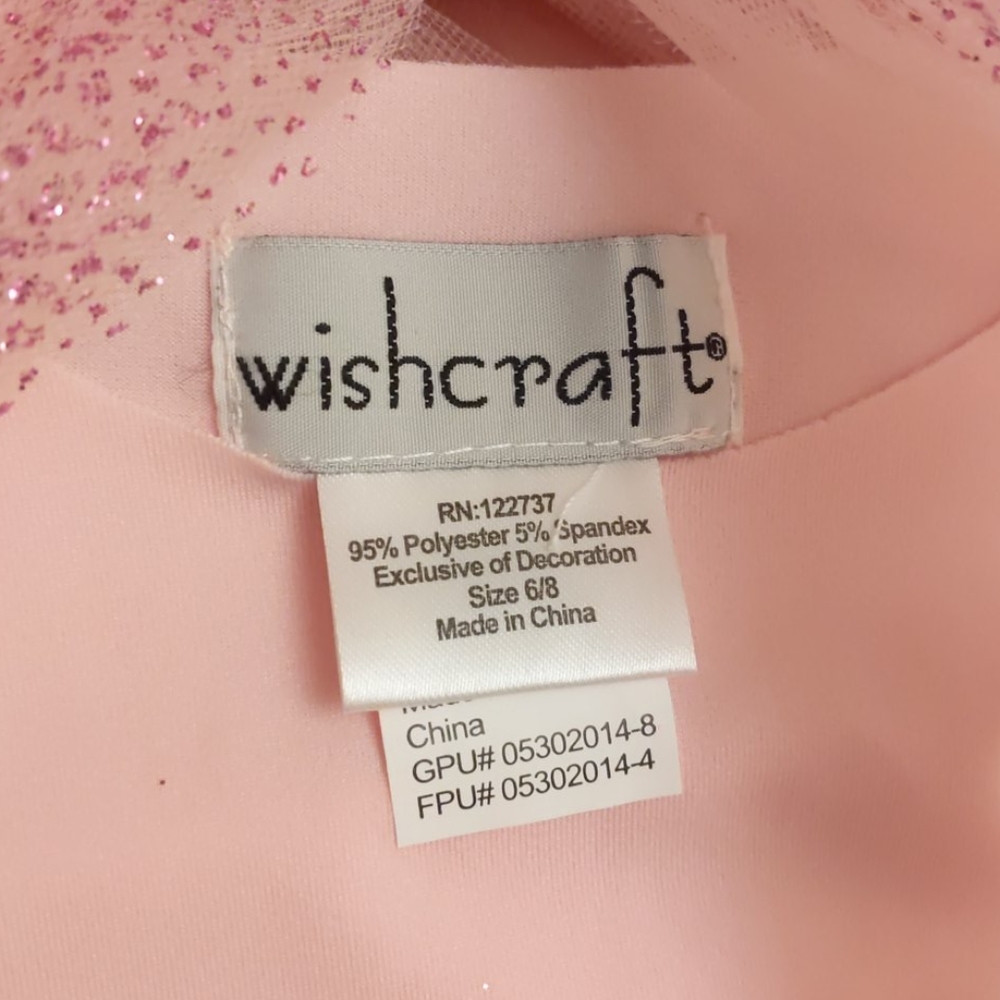 wishcraft®
RN:122737
95% Polyester 5% Spandex
Exclusive of Decoration
Size 6/8
Made in China
China
GPU# 05302014-8
FPU# 05302014-4